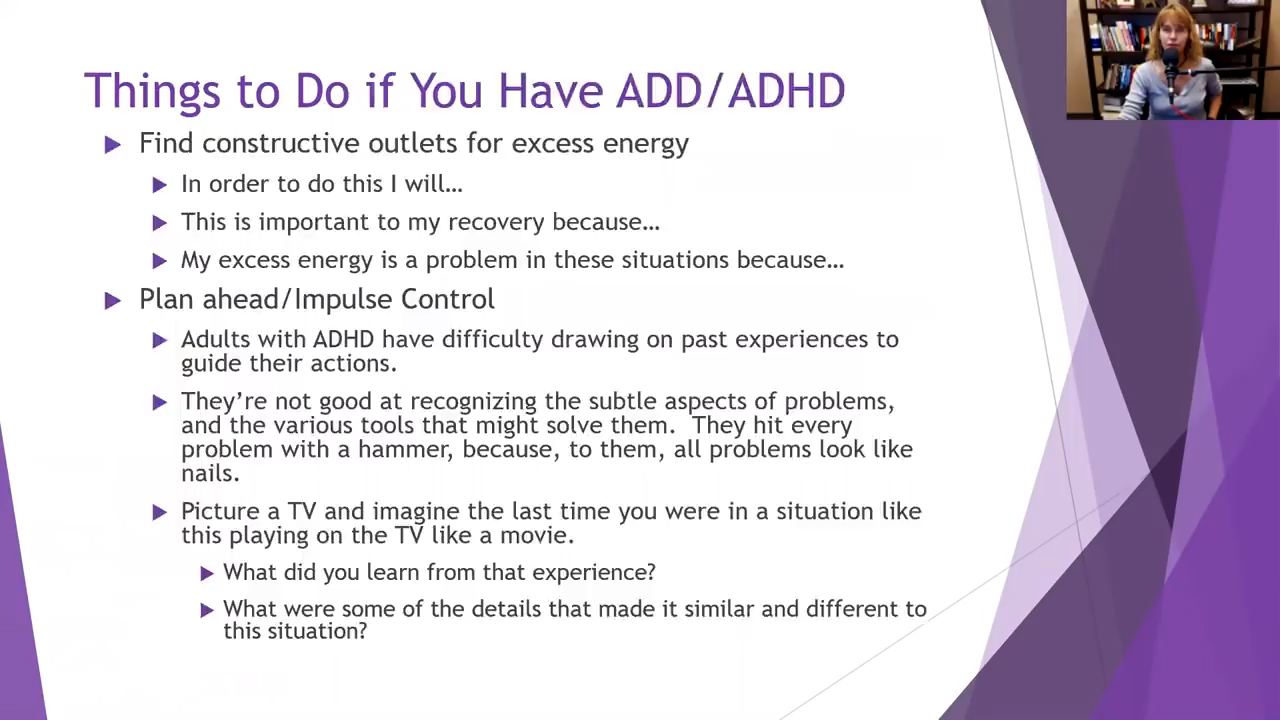 Things to Do if You Have ADD/ADHD
Find constructive outlets for excess energy
In order to do this I will…
This is important to my recovery because…
My excess energy is a problem in these situations because…
Plan ahead/Impulse Control
Adults with ADHD have difficulty drawing on past experiences to
guide their actions.
They’re not good at recognizing the subtle aspects of problems,
and the various tools that might solve them.  They hit every
problem with a hammer, because, to them, all problems look like
nails.
Picture a TV and imagine the last time you were in a situation like
this playing on the TV like a movie.
What did you learn from that experience?
What were some of the details that made it similar and different to
this situation?